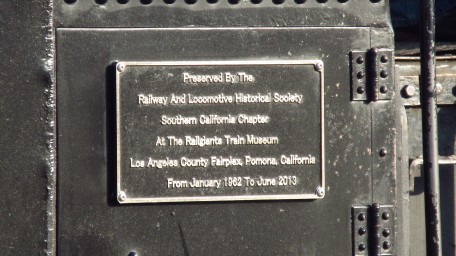 Preserved By The
Railway And Locomotive Historical Society
Southern California Chapter
At The Railgiants Train Museum
Los Angeles County Fairplex, Pomona, California
From January 1962 To June 2013